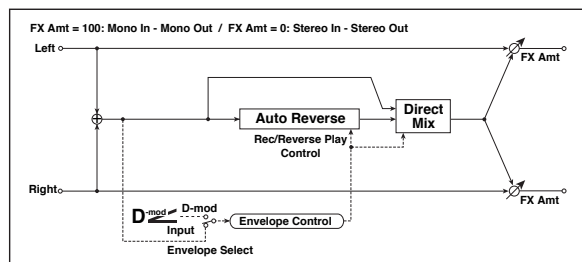 FX Amt = 100: Mono In - Mono Out / FX Amt = 0: Stereo In - Stereo Out
Left
FX Amt
Auto Reverse
Direct
Mix
Rec/Reverse Play
Control
Right
FX Amt
D-mod
D-mod
Input
Envelope Control
Envelope Select